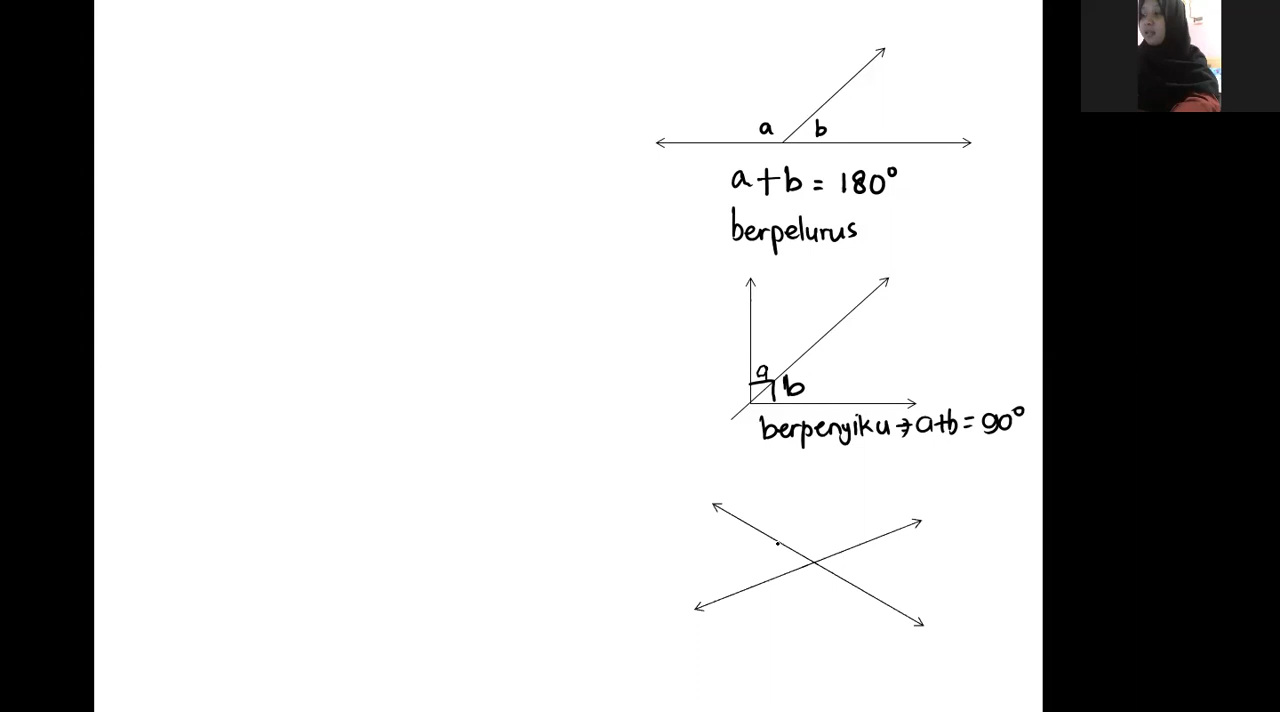 a b
a+b = 180°
berpelurus
a
b
berpenyiku → a+b = 90°